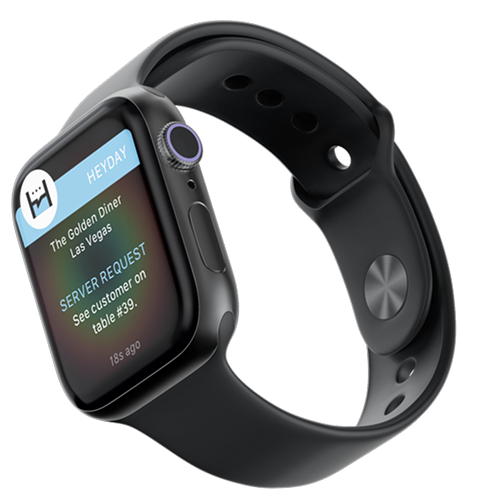 HEYDAY
The Golden Diner
Las Vegas
SERVER REQUEST
See customer on
table #39.
18s ago